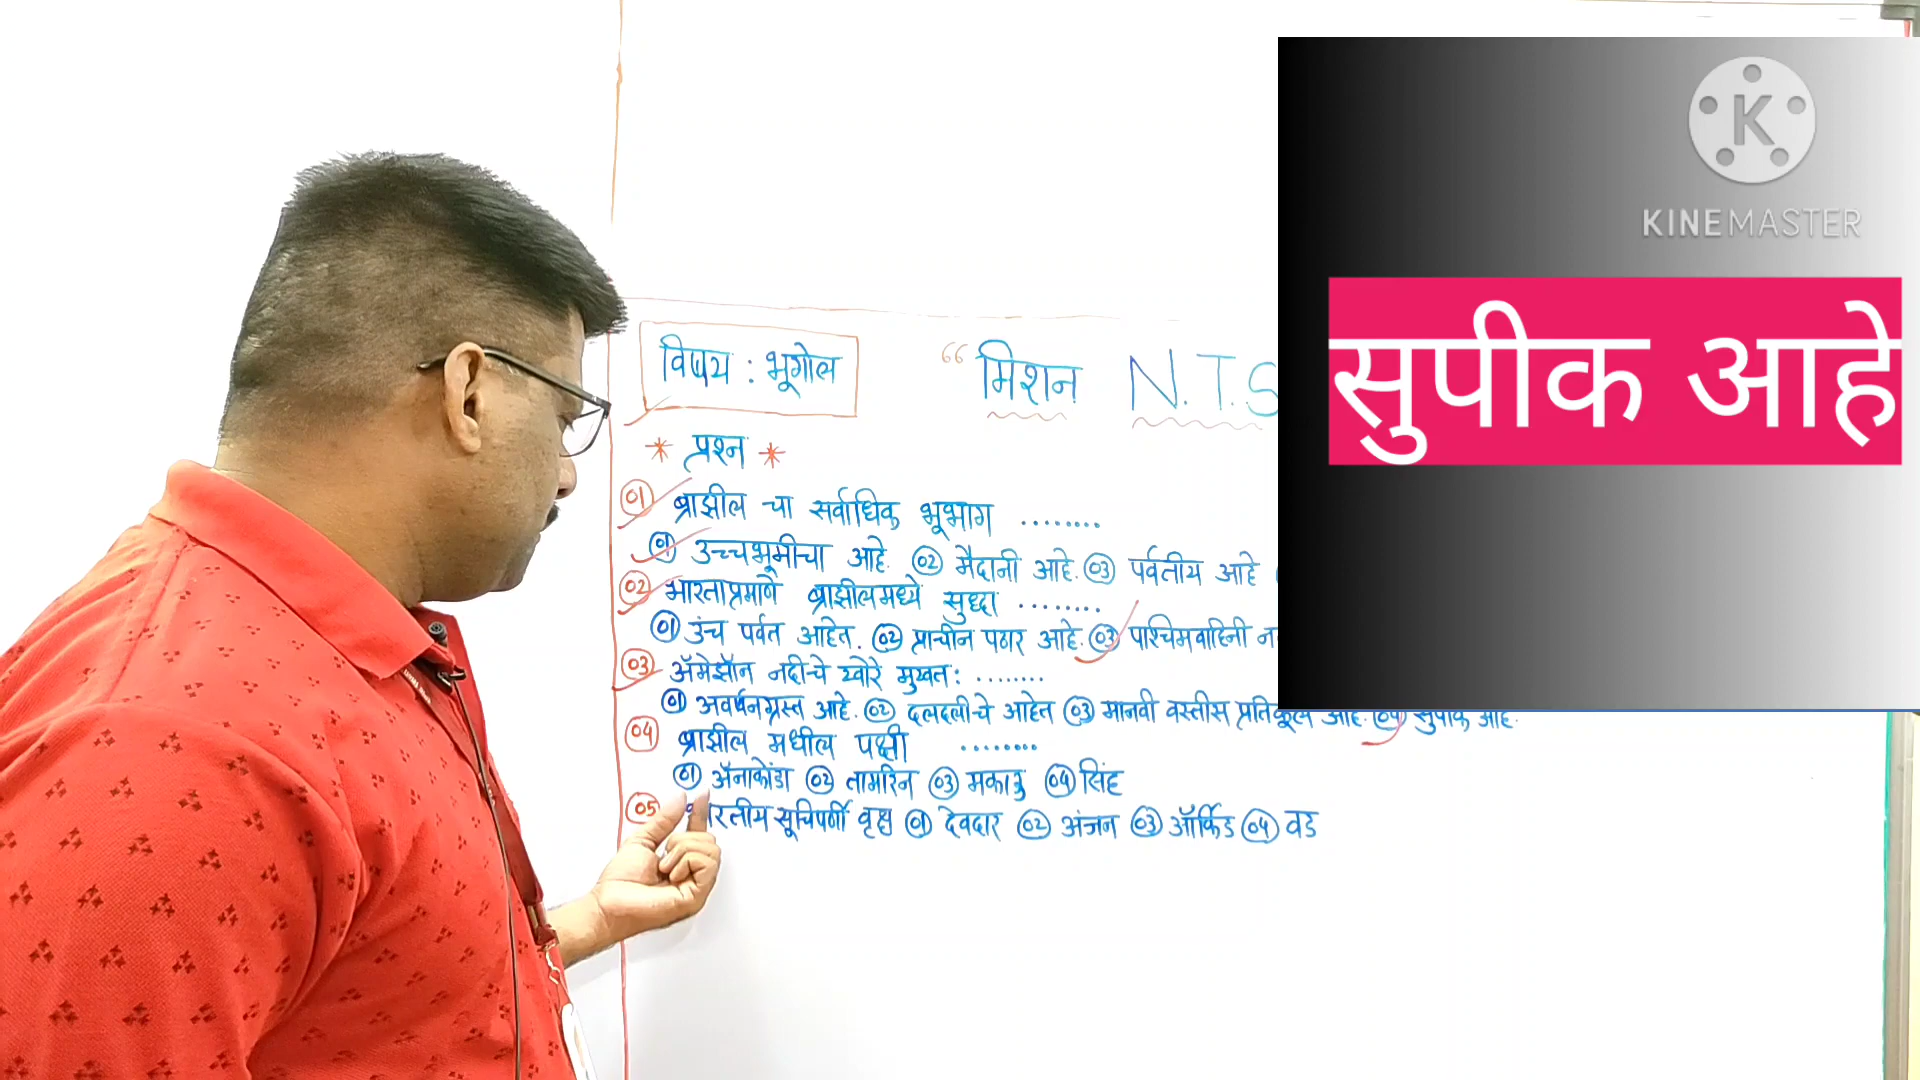 KINEMASTER
सुपीक आहे
विषय : भूगोल
“ मिशन N.T.S
* प्रश्न *
01 ब्राझील चा सर्वाधिक भूभाग ........
01 उच्चभूमीचा आहे. 02 मैदानी आहे. 03 पर्वतीय आहे
02 भारताप्रमाणे ब्राझीलमध्ये सुद्धा ........
01 उंच पर्वत आहेत. 02 प्राचीन पठार आहे. 03 पाश्चिमवाहिनी न
03 ॲमेझॉन नदीचे खोरे मुख्यत: ........
01 अवर्षनग्रस्त आहे. 02 दलदलीचे आहेत 03 मानवी वस्तीस प्रतिकूल आहे. 04 सुपीक आहे.
04 ब्राझील मधील पक्षी ........
01 ॲनाकोंडा 02 तामरिन 03 मकाऊ 04 सिंह
05 भारतीय सूचिपर्णी वृक्ष 01 देवदार 02 अंजन 03 ऑर्किड 04 वड